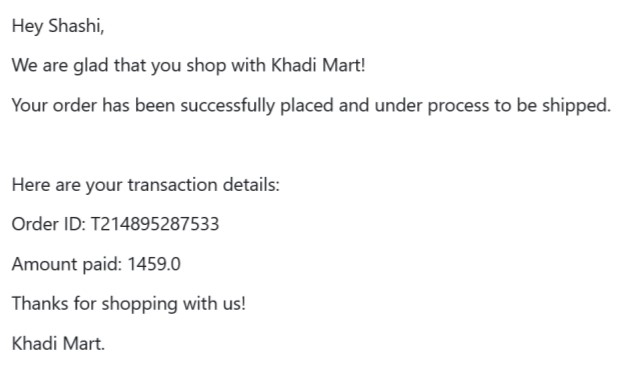 Hey Shashi,
We are glad that you shop with Khadi Mart!
Your order has been successfully placed and under process to be shipped.
Here are your transaction details:
Order ID: T214895287533
Amount paid: 1459.0
Thanks for shopping with us!
Khadi Mart.